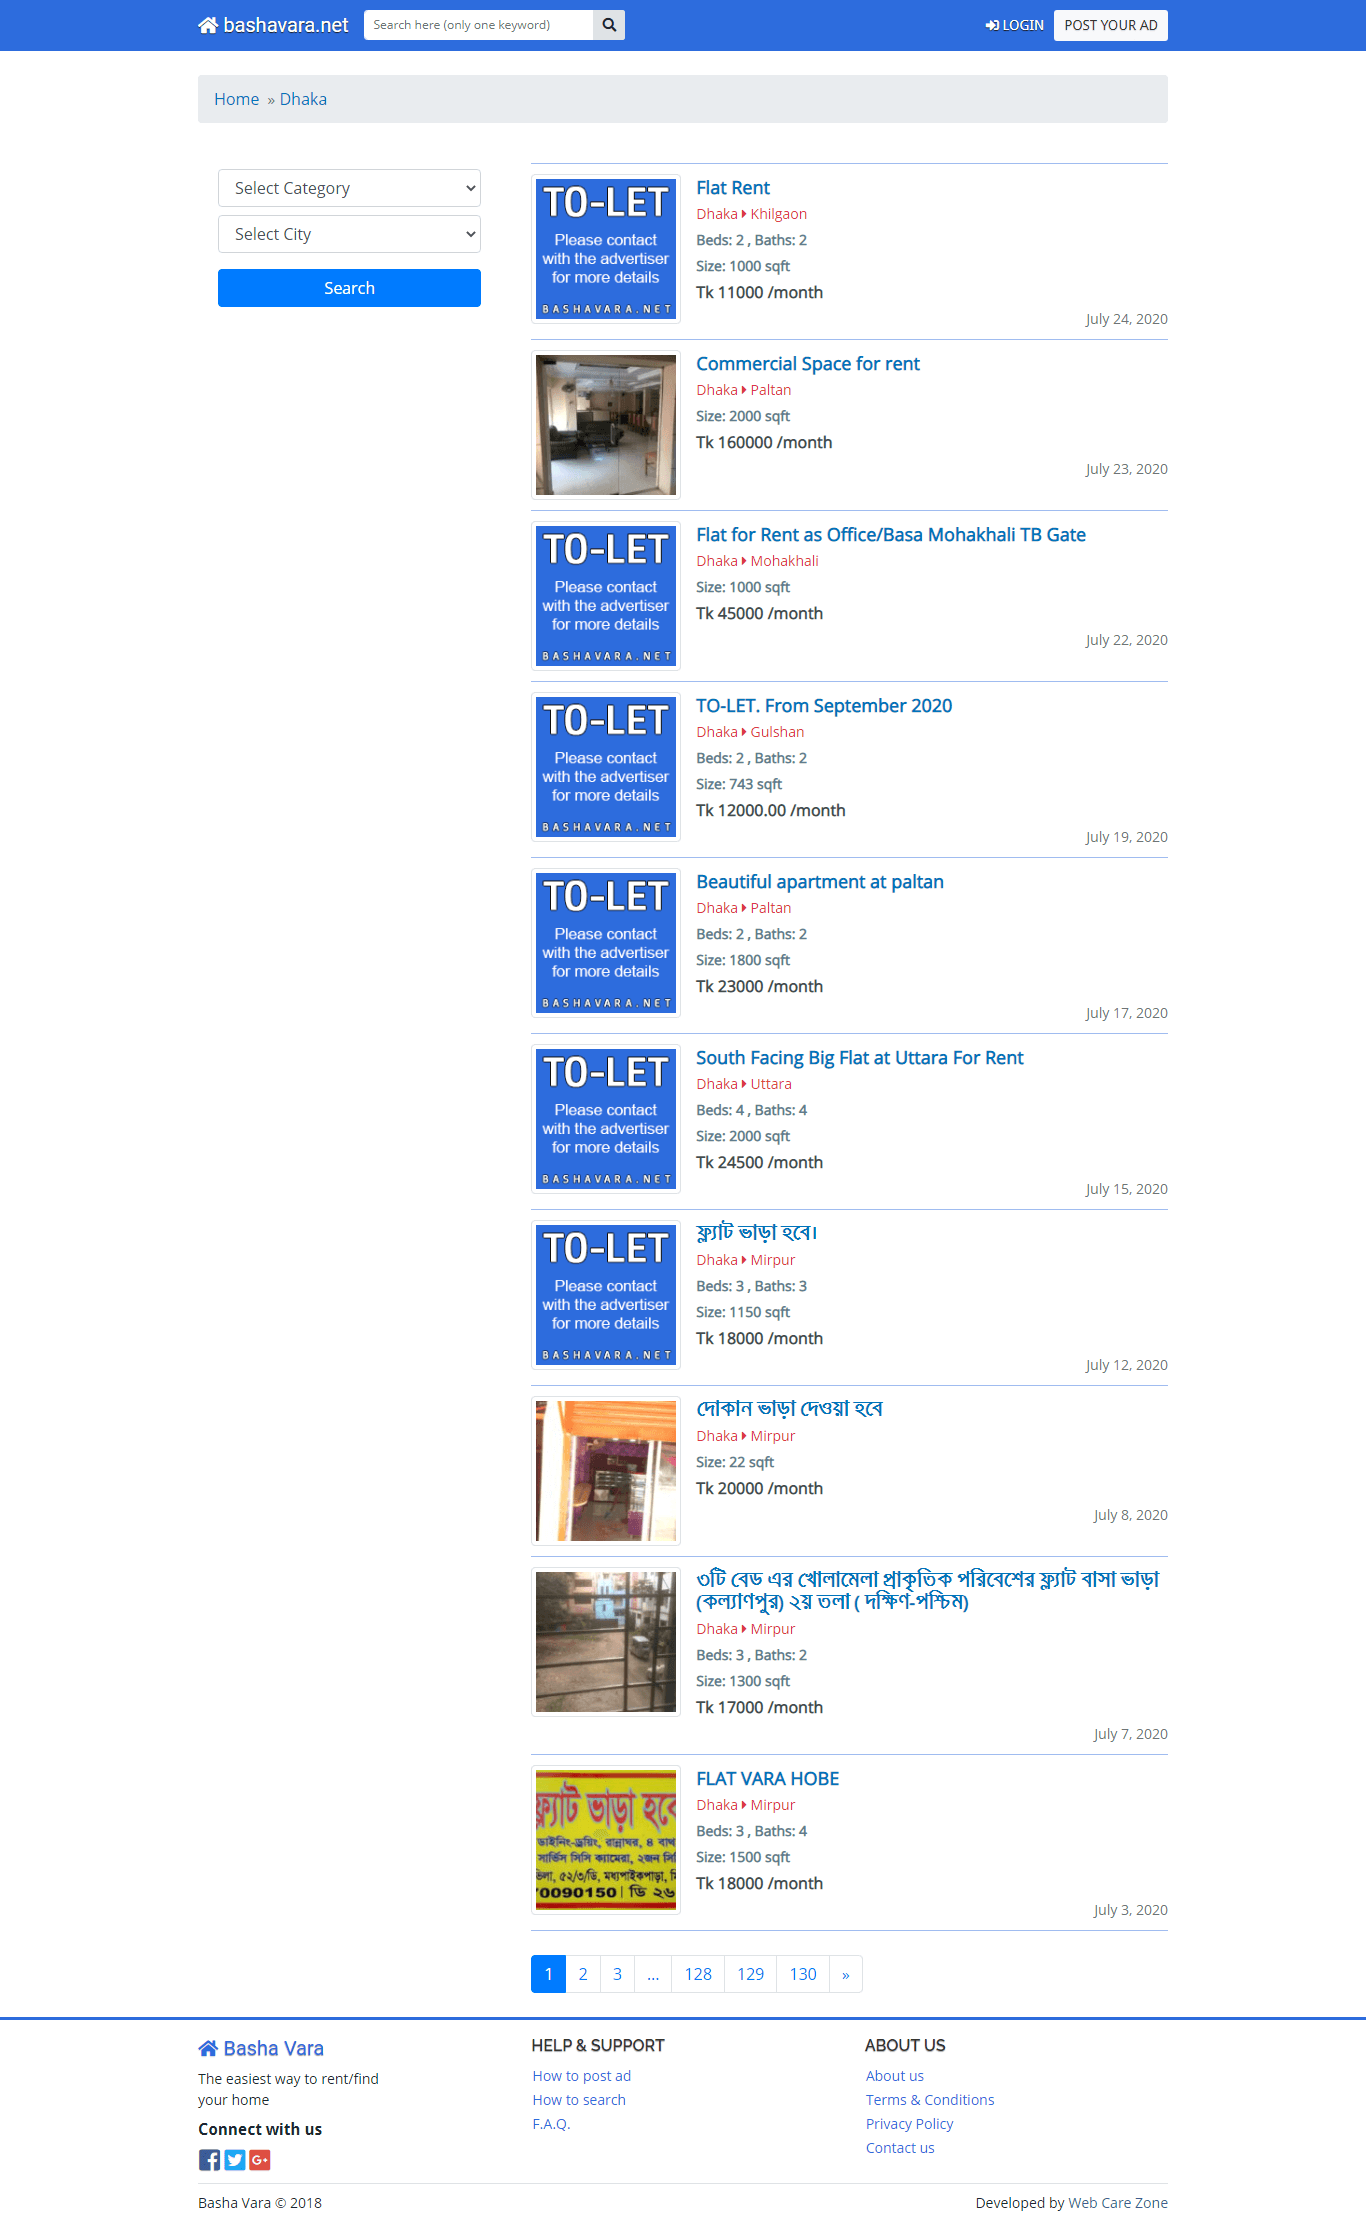 bashavara.net
Search here (only one keyword)
LOGIN
POST YOUR AD
Home » Dhaka
Select Category
Select City
Search
TO-LET
Please contact
with the advertiser
for more details
BASHAVARA.NET
Flat Rent
Dhaka Khilgaon
Beds: 2 , Baths: 2
Size: 1000 sqft
Tk 11000 /month
July 24, 2020
Commercial Space for rent
Dhaka Paltan
Size: 2000 sqft
Tk 160000 /month
July 23, 2020
TO-LET
Please contact
with the advertiser
for more details
BASHAVARA.NET
Flat for Rent as Office/Basa Mohakhali TB Gate
Dhaka Mohakhali
Size: 1000 sqft
Tk 45000 /month
July 22, 2020
TO-LET
Please contact
with the advertiser
for more details
BASHAVARA.NET
TO-LET. From September 2020
Dhaka Gulshan
Beds: 2 , Baths: 2
Size: 743 sqft
Tk 12000.00 /month
July 19, 2020
TO-LET
Please contact
with the advertiser
for more details
BASHAVARA.NET
Beautiful apartment at paltan
Dhaka Paltan
Beds: 2 , Baths: 2
Size: 1800 sqft
Tk 23000 /month
July 17, 2020
TO-LET
Please contact
with the advertiser
for more details
BASHAVARA.NET
South Facing Big Flat at Uttara For Rent
Dhaka Uttara
Beds: 4 , Baths: 4
Size: 2000 sqft
Tk 24500 /month
July 15, 2020
TO-LET
Please contact
with the advertiser
for more details
BASHAVARA.NET
ফ্ল্যাট ভাড়া হবে।
Dhaka Mirpur
Beds: 3 , Baths: 3
Size: 1150 sqft
Tk 18000 /month
July 12, 2020
দোকান ভাড়া দেওয়া হবে
Dhaka Mirpur
Size: 22 sqft
Tk 20000 /month
July 8, 2020
৩টি বেড এর খোলামেলা প্রাকৃতিক পরিবেশের ফ্ল্যাট বাসা ভাড়া
(কল্যাণপুর) ২য় তলা ( দক্ষিণ-পশ্চিম)
Dhaka Mirpur
Beds: 3 , Baths: 2
Size: 1300 sqft
Tk 17000 /month
July 7, 2020
ফ্ল্যাট ভাড়া হবে
ডাইনিং-ড্রয়িং, রান্নাঘর, ৪ বাথ
সার্ভিস সিসি ক্যামেরা, ২জন সি
৫২/৩/ডি, মধ্যপাইকপাড়া,
0090150 | ডি ২৬
FLAT VARA HOBE
Dhaka Mirpur
Beds: 3 , Baths: 4
Size: 1500 sqft
Tk 18000 /month
July 3, 2020
1 2 3 ... 128 129 130 »
Basha Vara
The easiest way to rent/find
your home
Connect with us
HELP & SUPPORT
How to post ad
How to search
F.A.Q.
ABOUT US
About us
Terms & Conditions
Privacy Policy
Contact us
Basha Vara © 2018
Developed by Web Care Zone